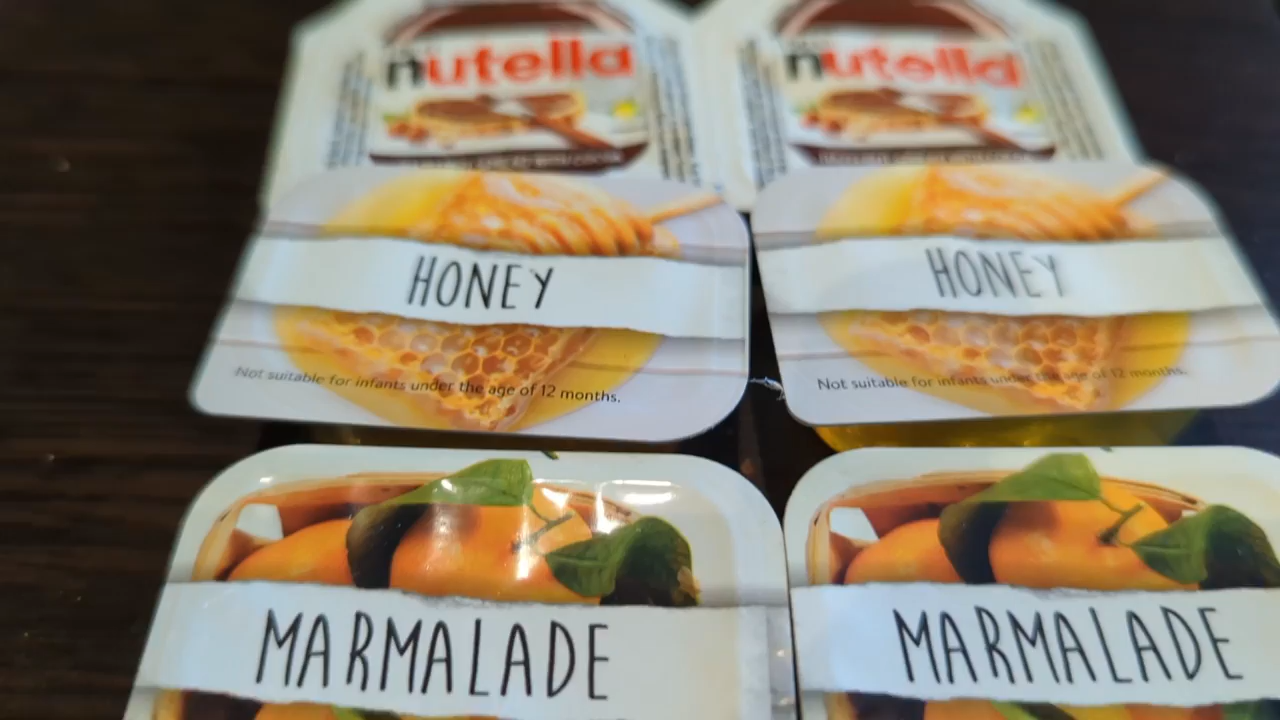 nutella
nutella
HONEY
Not suitable for infants under the age of 12 months.
HONEY
Not suitable for infants under the age of 12 months.
MARMALADE
MARMALADE